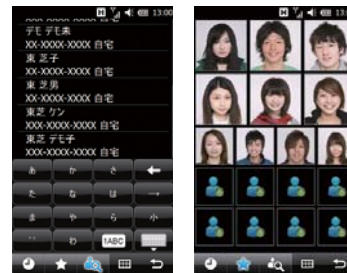 13:00
デモ デモ未
XX-XXXX-XXXX 自宅
東 芝子
XX-XXXX-XXXX 自宅
東 芝男
XX-XXXX-XXXX 自宅
東芝 ケン
XXX-XXXX-XXXX 自宅
東芝 デモ子
XXX-XXXX-XXXX 自宅
あ か さ ←
た な は →
ま や ら 小
わ 1ABC
13:00